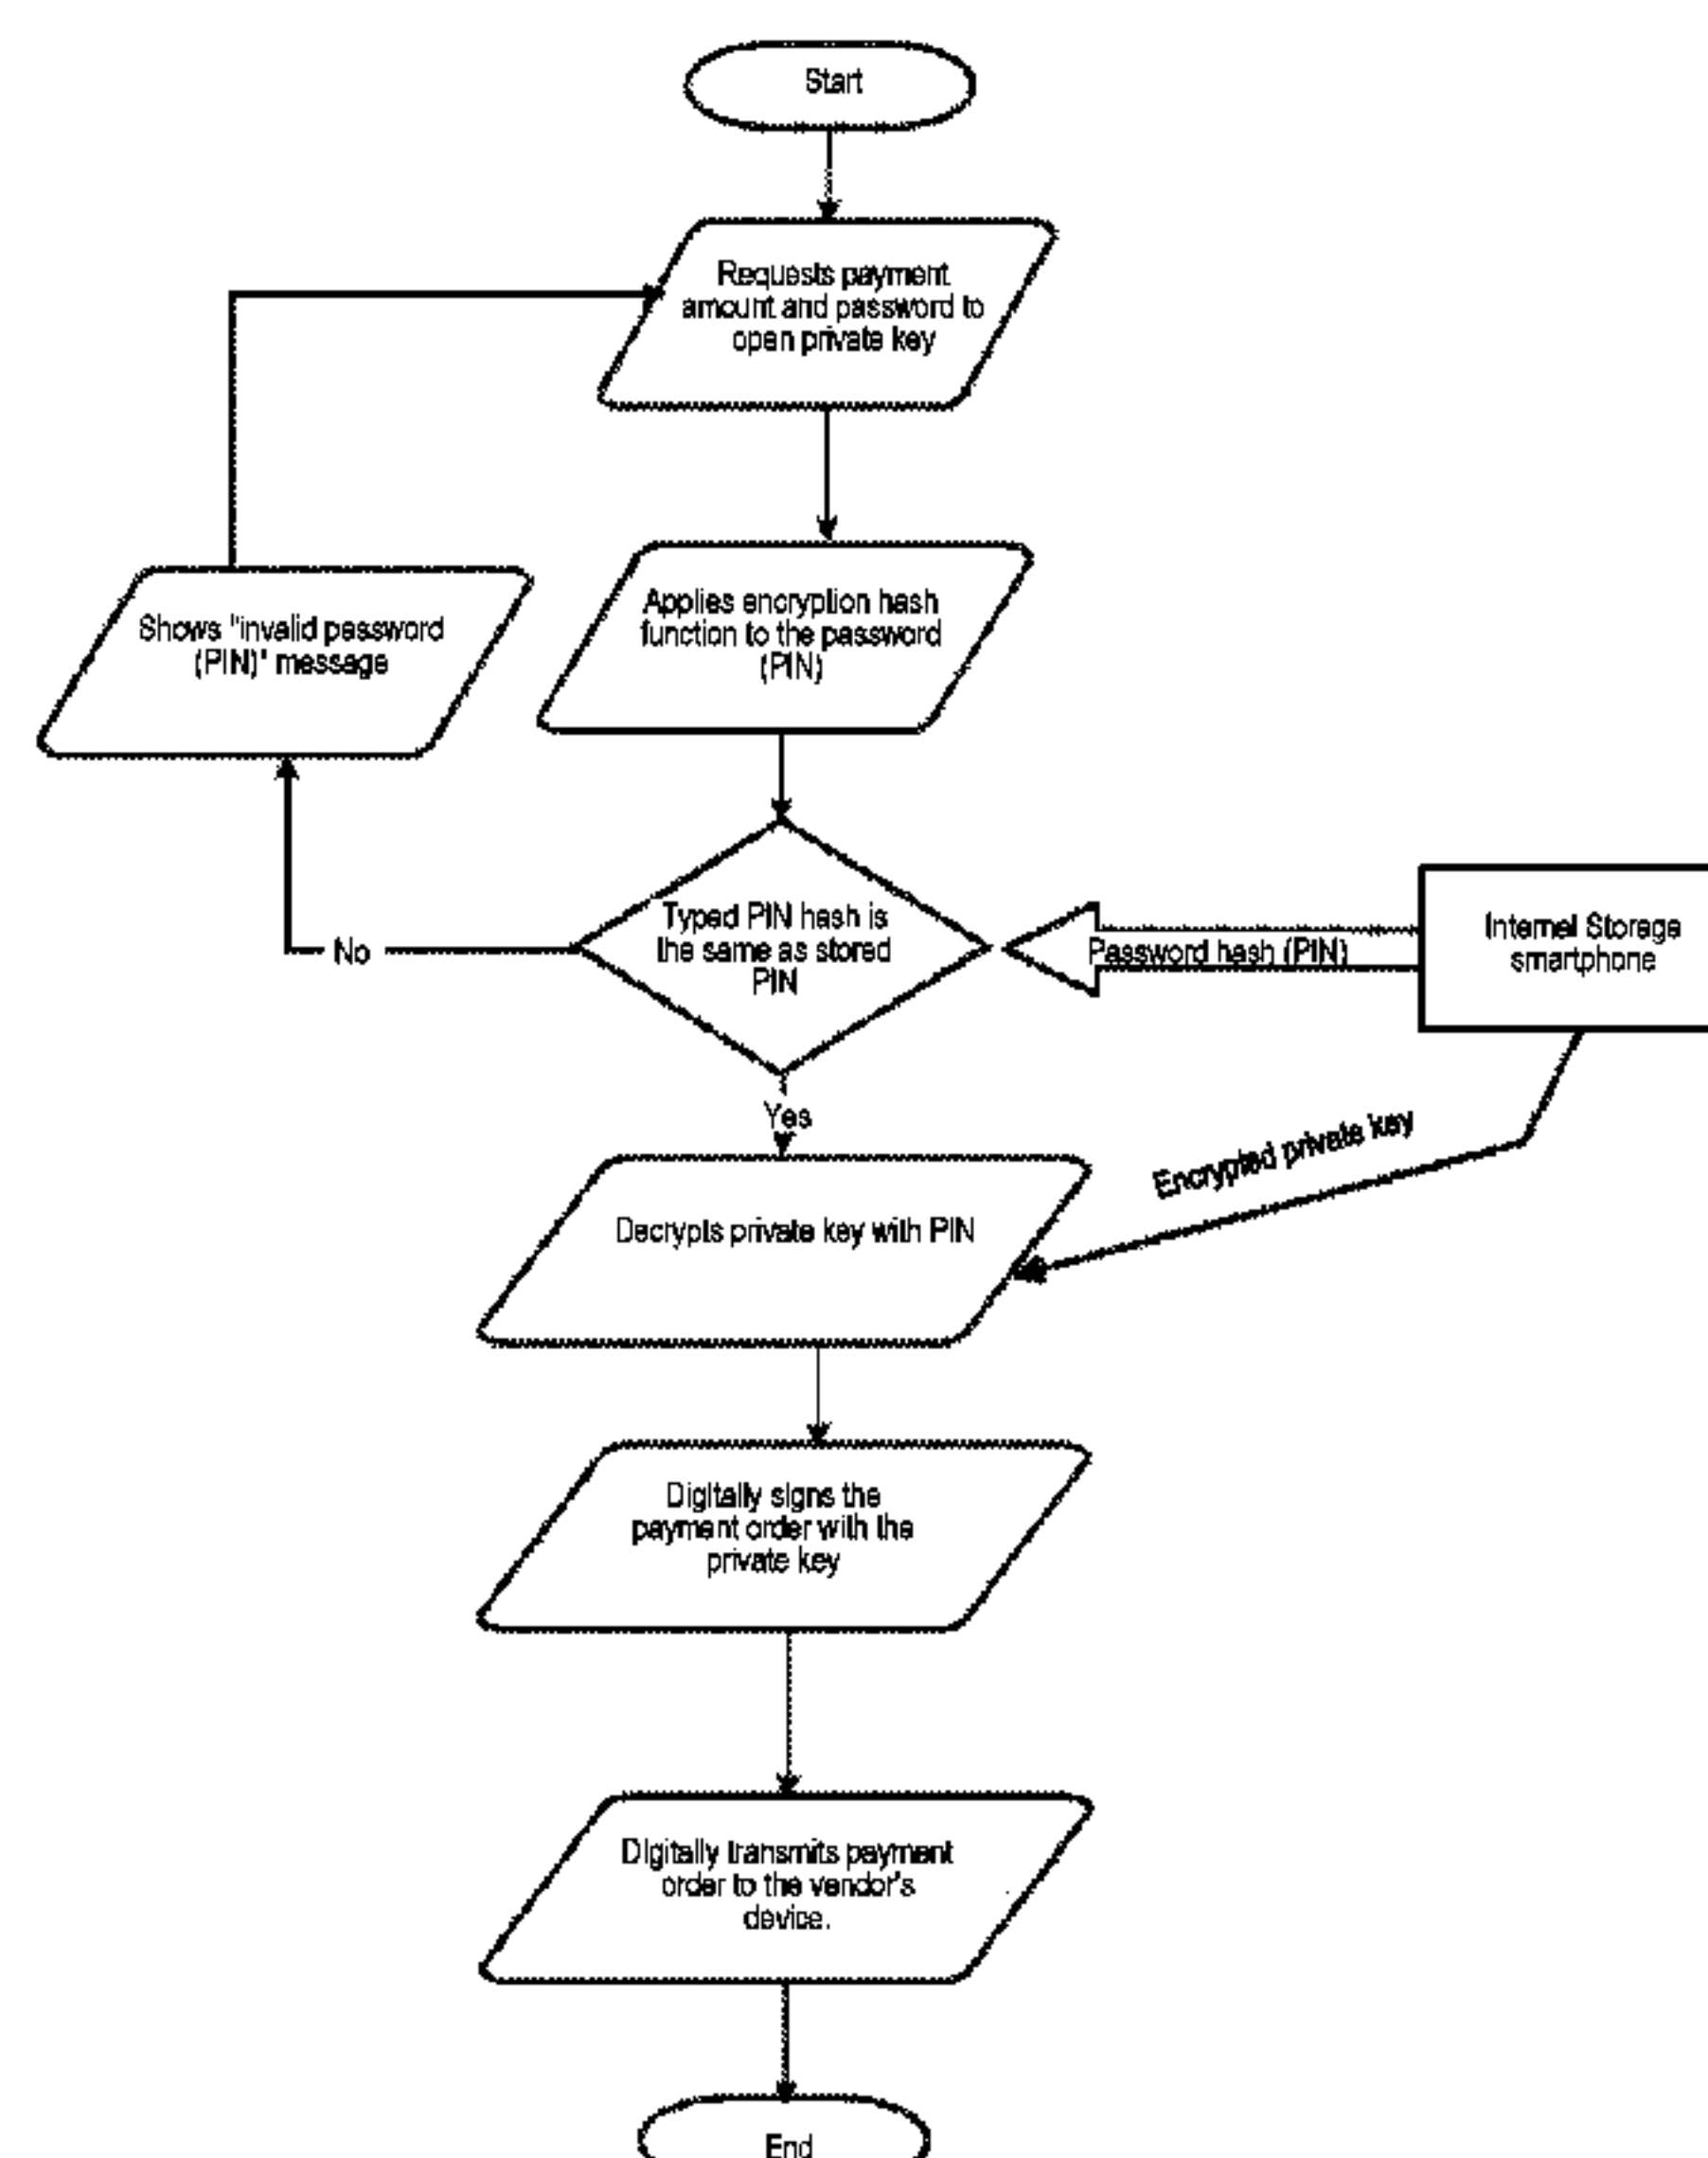 Start
Requests payment
amount and password to
open private key
Shows "invalid password
(PIN)" message
Applies encryption hash
function to the password
(PIN)
Typed PIN hash is
the same as stored
PIN
No
Password hash (PIN)
Internel Storage
smartphone
Yes
Encrypted private key
Decrypts private key with PIN
Digitally signs the
payment order with the
private key
Digitally transmits payment
order to the vendor's
device.
End